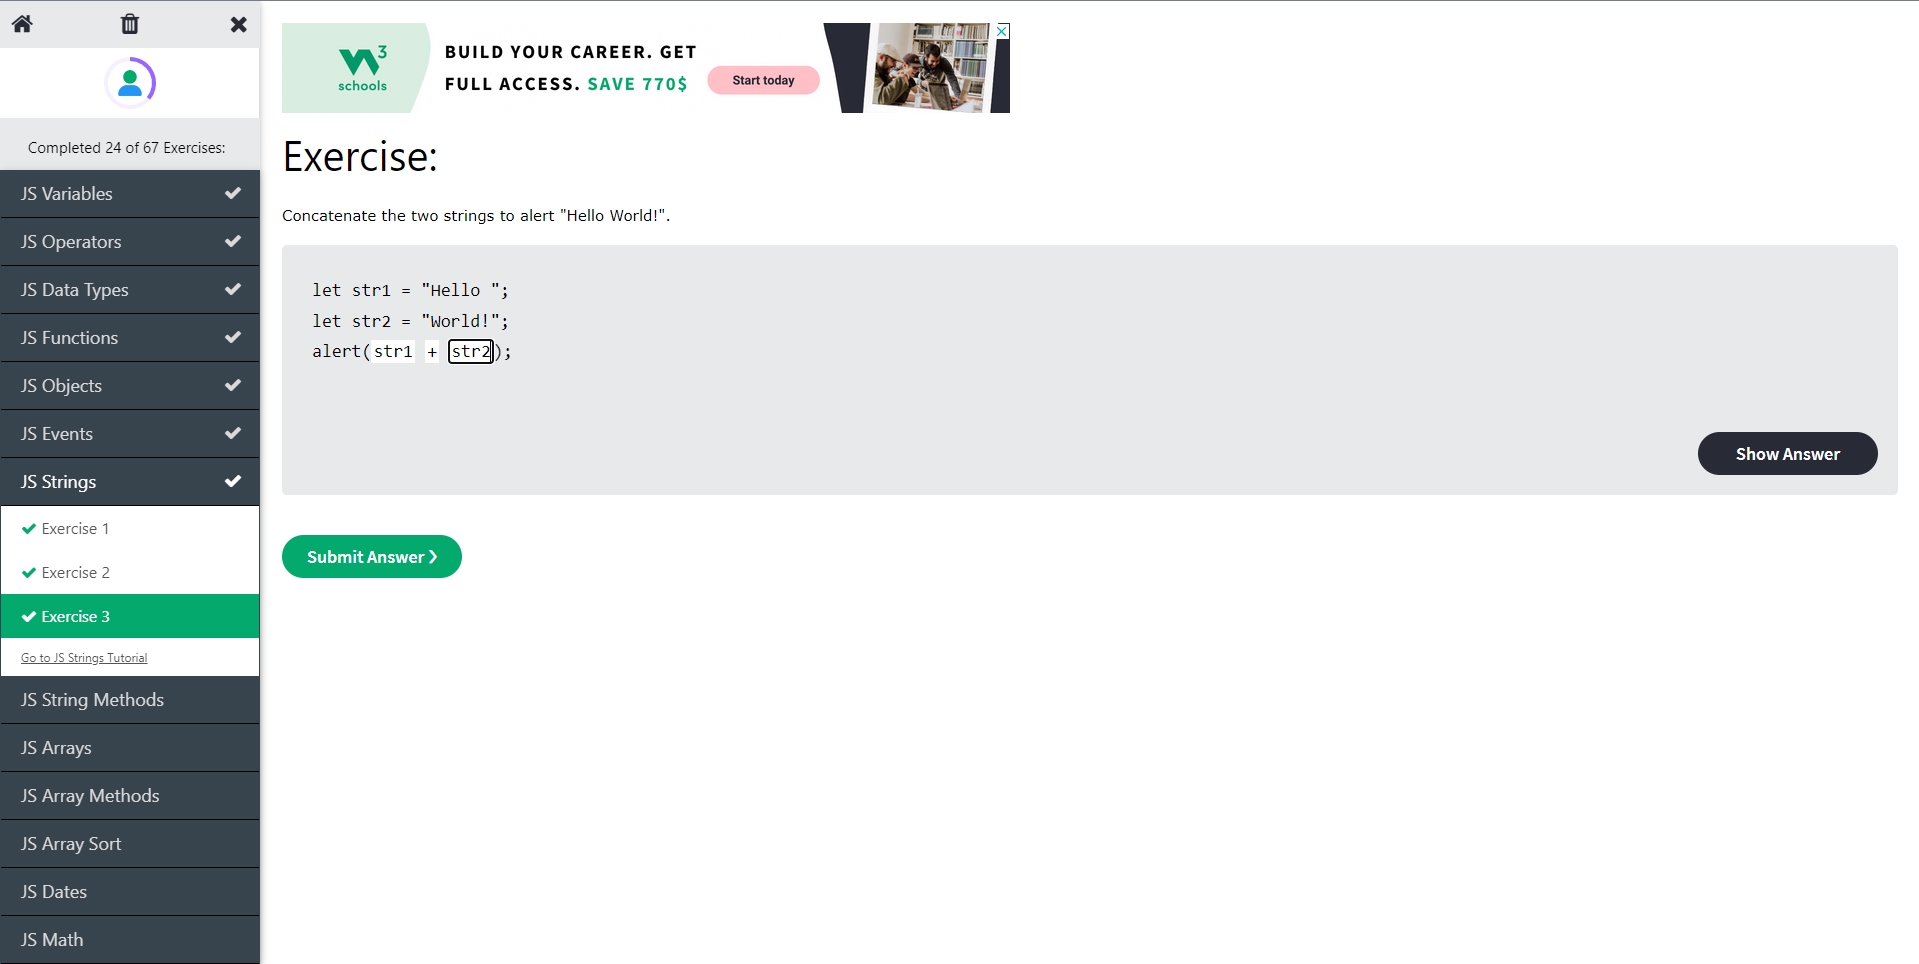 Completed 24 of 67 Exercises:
JS Variables
JS Operators
JS Data Types
JS Functions
JS Objects
JS Events
JS Strings
Exercise 1
Exercise 2
Exercise 3
Go to JS Strings Tutorial
JS String Methods
JS Arrays
JS Array Methods
JS Array Sort
JS Dates
JS Math
3
schools
BUILD YOUR CAREER. GET
FULL ACCESS. SAVE 770$
Start today
Exercise:
Concatenate the two strings to alert "Hello World!".
let str1 = "Hello ";
let str2 = "World!";
alert(str1 + str2);
Show Answer
Submit Answer ❯